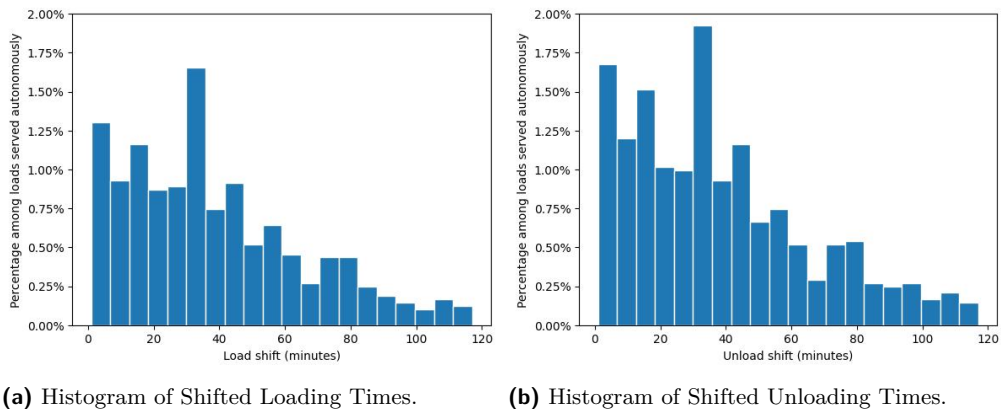 2.00%
1.75%
1.50%
1.25%
1.00%
0.75%
0.50%
0.25%
0.00%
Percentage among loads served autonomously
0 20 40 60 80 100 120
Load shift (minutes)
(a) Histogram of Shifted Loading Times.
2.00%
1.75%
1.50%
1.25%
1.00%
0.75%
0.50%
0.25%
0.00%
Percentage among loads served autonomously
0 20 40 60 80 100 120
Unload shift (minutes)
(b) Histogram of Shifted Unloading Times.